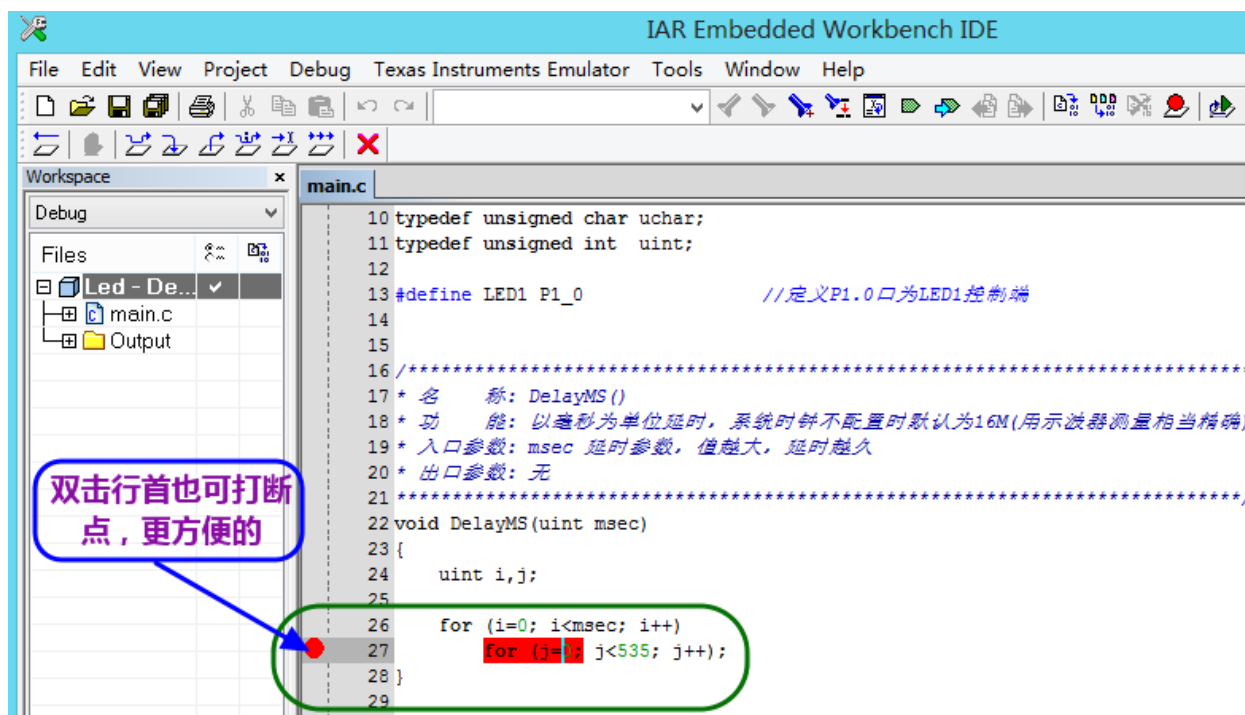 IAR Embedded Workbench IDE
File Edit View Project Debug Texas Instruments Emulator Tools Window Help
Workspace
main.c
Debug
Files
Led - De...
main.c
Output
10 typedef unsigned char uchar;
11 typedef unsigned int uint;
12
13 #define LED1 P1_0 //定义P1.0口为LED1控制端
14
15
16 /****************************************************************************
17 * 名 称: DelayMS()
18 * 功 能: 以毫秒为单位延时，系统时钟不配置时默认为16M(用示波器测量相当精确)
19 * 入口参数: msec 延时参数，值越大，延时越久
20 * 出口参数: 无
21 ****************************************************************************/
22 void DelayMS(uint msec)
23 {
24 uint i,j;
25
26 for (i=0; i<msec; i++)
27 for (j=0; j<535; j++);
28 }
29
双击行首也可打断
点，更方便的